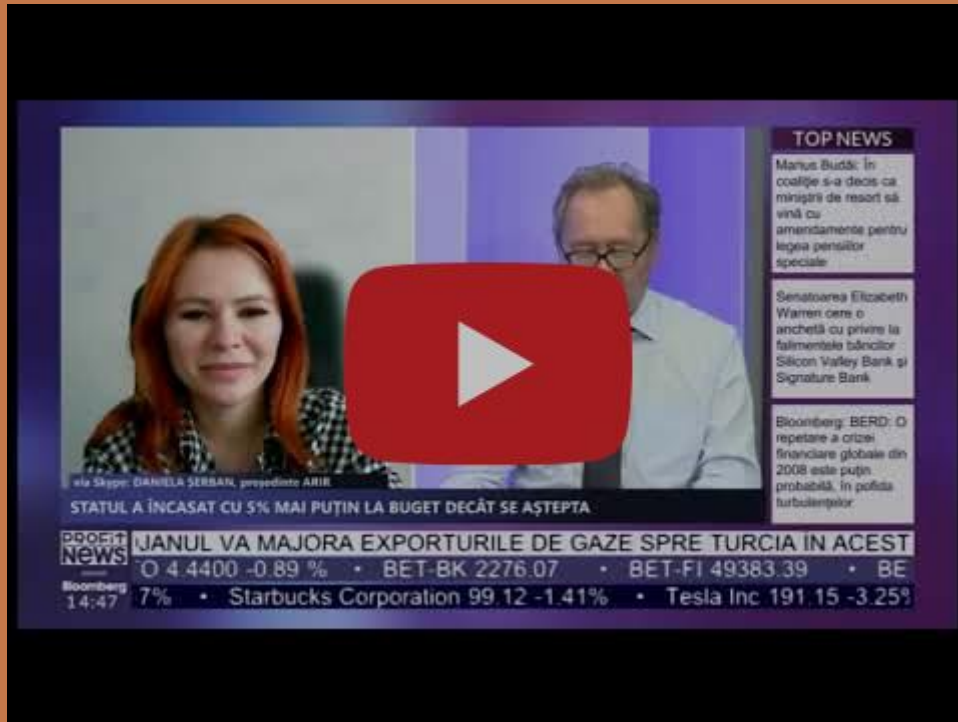 TOP NEWS
Marius Budăi: În
coaliție s-a decis ca
miniștrii de resort să
vină cu
amendamente pentru
legea pensiilor
speciale
Senatoarea Elizabeth
Warren cere o
anchetă cu privire la
falimentele băncilor
Silicon Valley Bank și
Signature Bank
Bloomberg: BERD: O
repetare a crizei
financiare globale din
2008 este puțin
probabilă, în pofida
turbulențelor
via Skype: DANIELA ȘERBAN, președinte ARIR
STATUL A ÎNCASAT CU 5% MAI PUȚIN LA BUGET DECÂT SE AȘTEPTA
PROFIT
NEWS
JANUL VA MAJORA EXPORTURILE DE GAZE SPRE TURCIA ÎN ACEST
O 4.4400 -0.89 % • BET-BK 2276.07 • BET-FI 49383.39 • BE
Bloomberg
14:47
7% • Starbucks Corporation 99.12 -1.41% • Tesla Inc 191.15 -3.25%